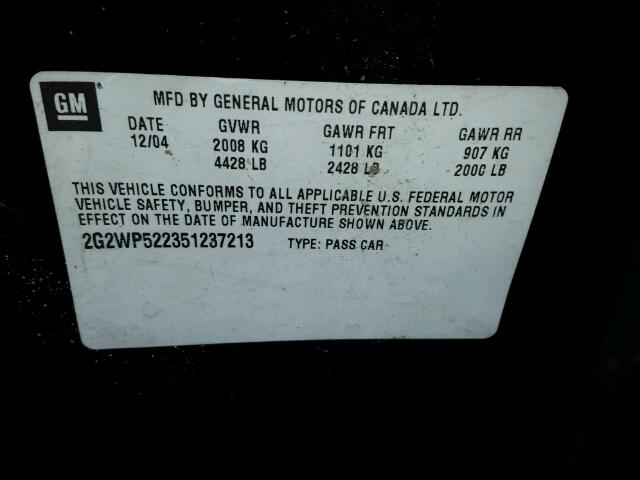 GM
MFD BY GENERAL MOTORS OF CANADA LTD.
DATE GVWR GAWR FRT GAWR RR
12/04 2008 KG 1101 KG 907 KG
4428 LB 2428 LB 2000 LB
THIS VEHICLE CONFORMS TO ALL APPLICABLE U.S. FEDERAL MOTOR
VEHICLE SAFETY, BUMPER, AND THEFT PREVENTION STANDARDS IN
EFFECT ON THE DATE OF MANUFACTURE SHOWN ABOVE.
2G2WP522351237213 TYPE: PASS CAR